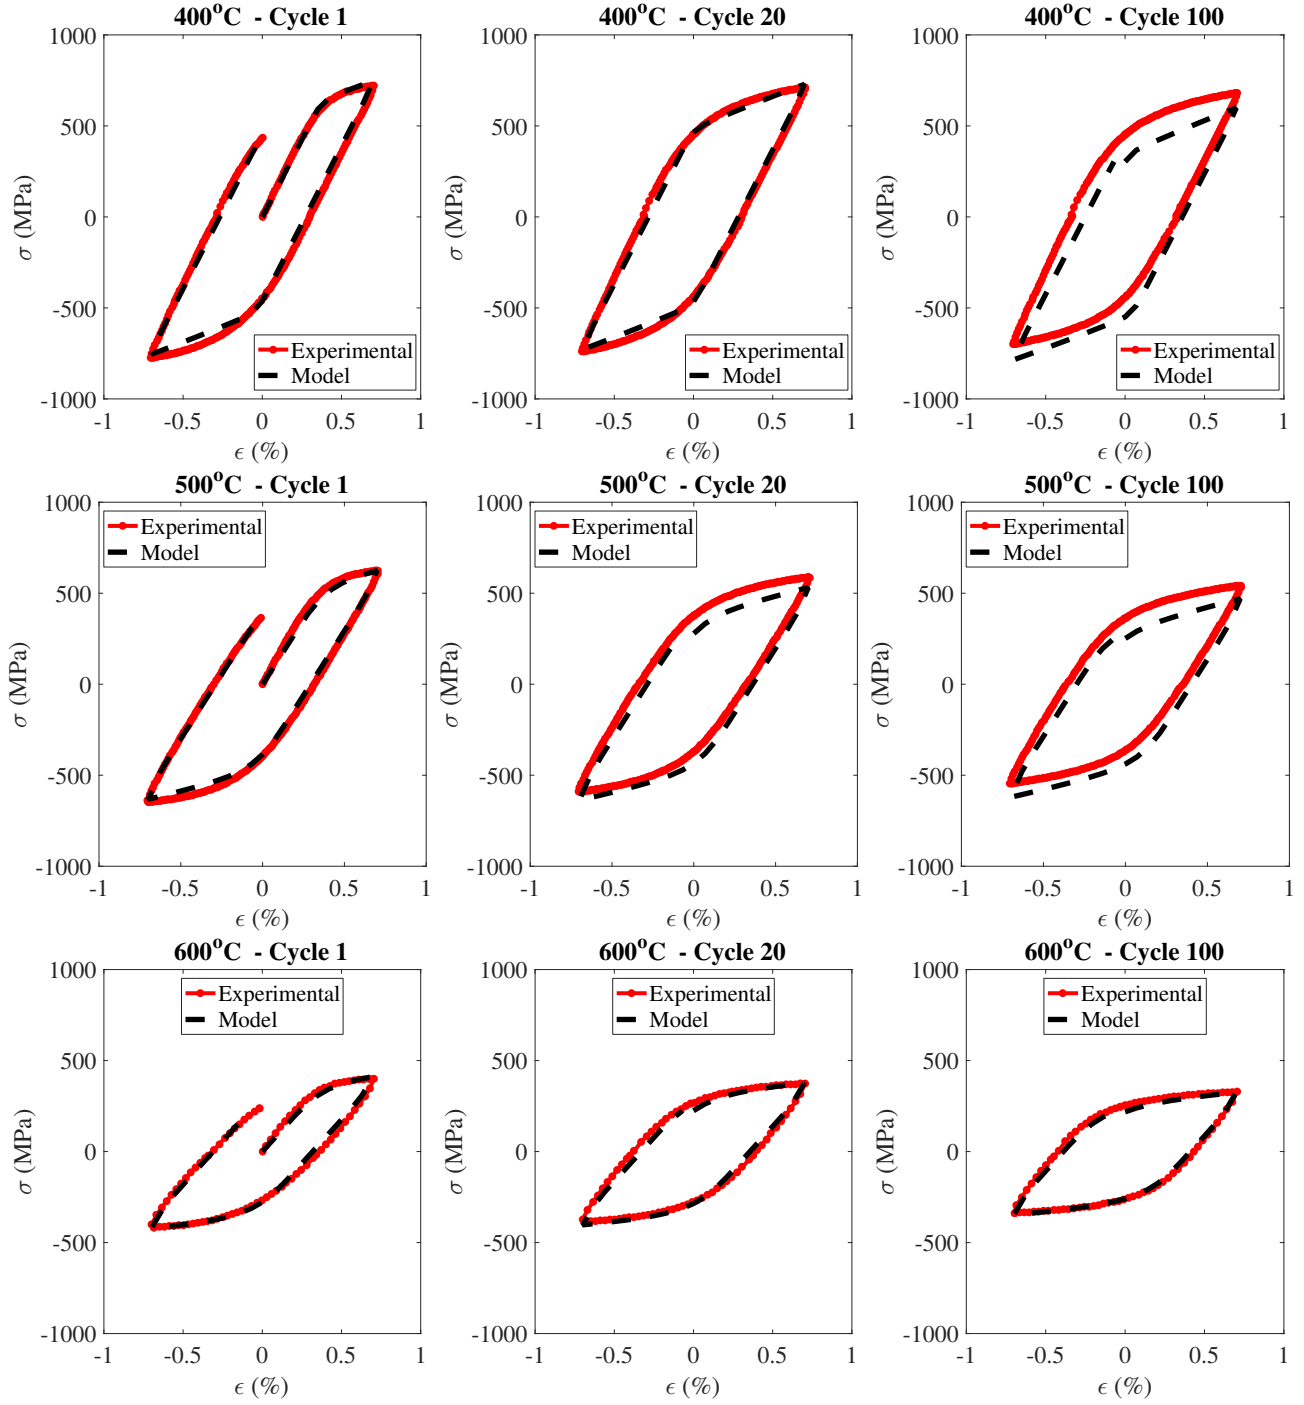 400°C - Cycle 1
400°C - Cycle 20
400°C - Cycle 100
1000
500
0
-500
-1000
σ (MPa)
Experimental
Model
-1 -0.5 0 0.5 1
ϵ (%)
1000
500
0
-500
-1000
σ (MPa)
Experimental
Model
-1 -0.5 0 0.5 1
ϵ (%)
1000
500
0
-500
-1000
σ (MPa)
Experimental
Model
-1 -0.5 0 0.5 1
ϵ (%)
500°C - Cycle 1
500°C - Cycle 20
500°C - Cycle 100
1000
500
0
-500
-1000
σ (MPa)
Experimental
Model
-1 -0.5 0 0.5 1
ϵ (%)
1000
500
0
-500
-1000
σ (MPa)
Experimental
Model
-1 -0.5 0 0.5 1
ϵ (%)
1000
500
0
-500
-1000
σ (MPa)
Experimental
Model
-1 -0.5 0 0.5 1
ϵ (%)
600°C - Cycle 1
600°C - Cycle 20
600°C - Cycle 100
1000
500
0
-500
-1000
σ (MPa)
Experimental
Model
-1 -0.5 0 0.5 1
ϵ (%)
1000
500
0
-500
-1000
σ (MPa)
Experimental
Model
-1 -0.5 0 0.5 1
ϵ (%)
1000
500
0
-500
-1000
σ (MPa)
Experimental
Model
-1 -0.5 0 0.5 1
ϵ (%)